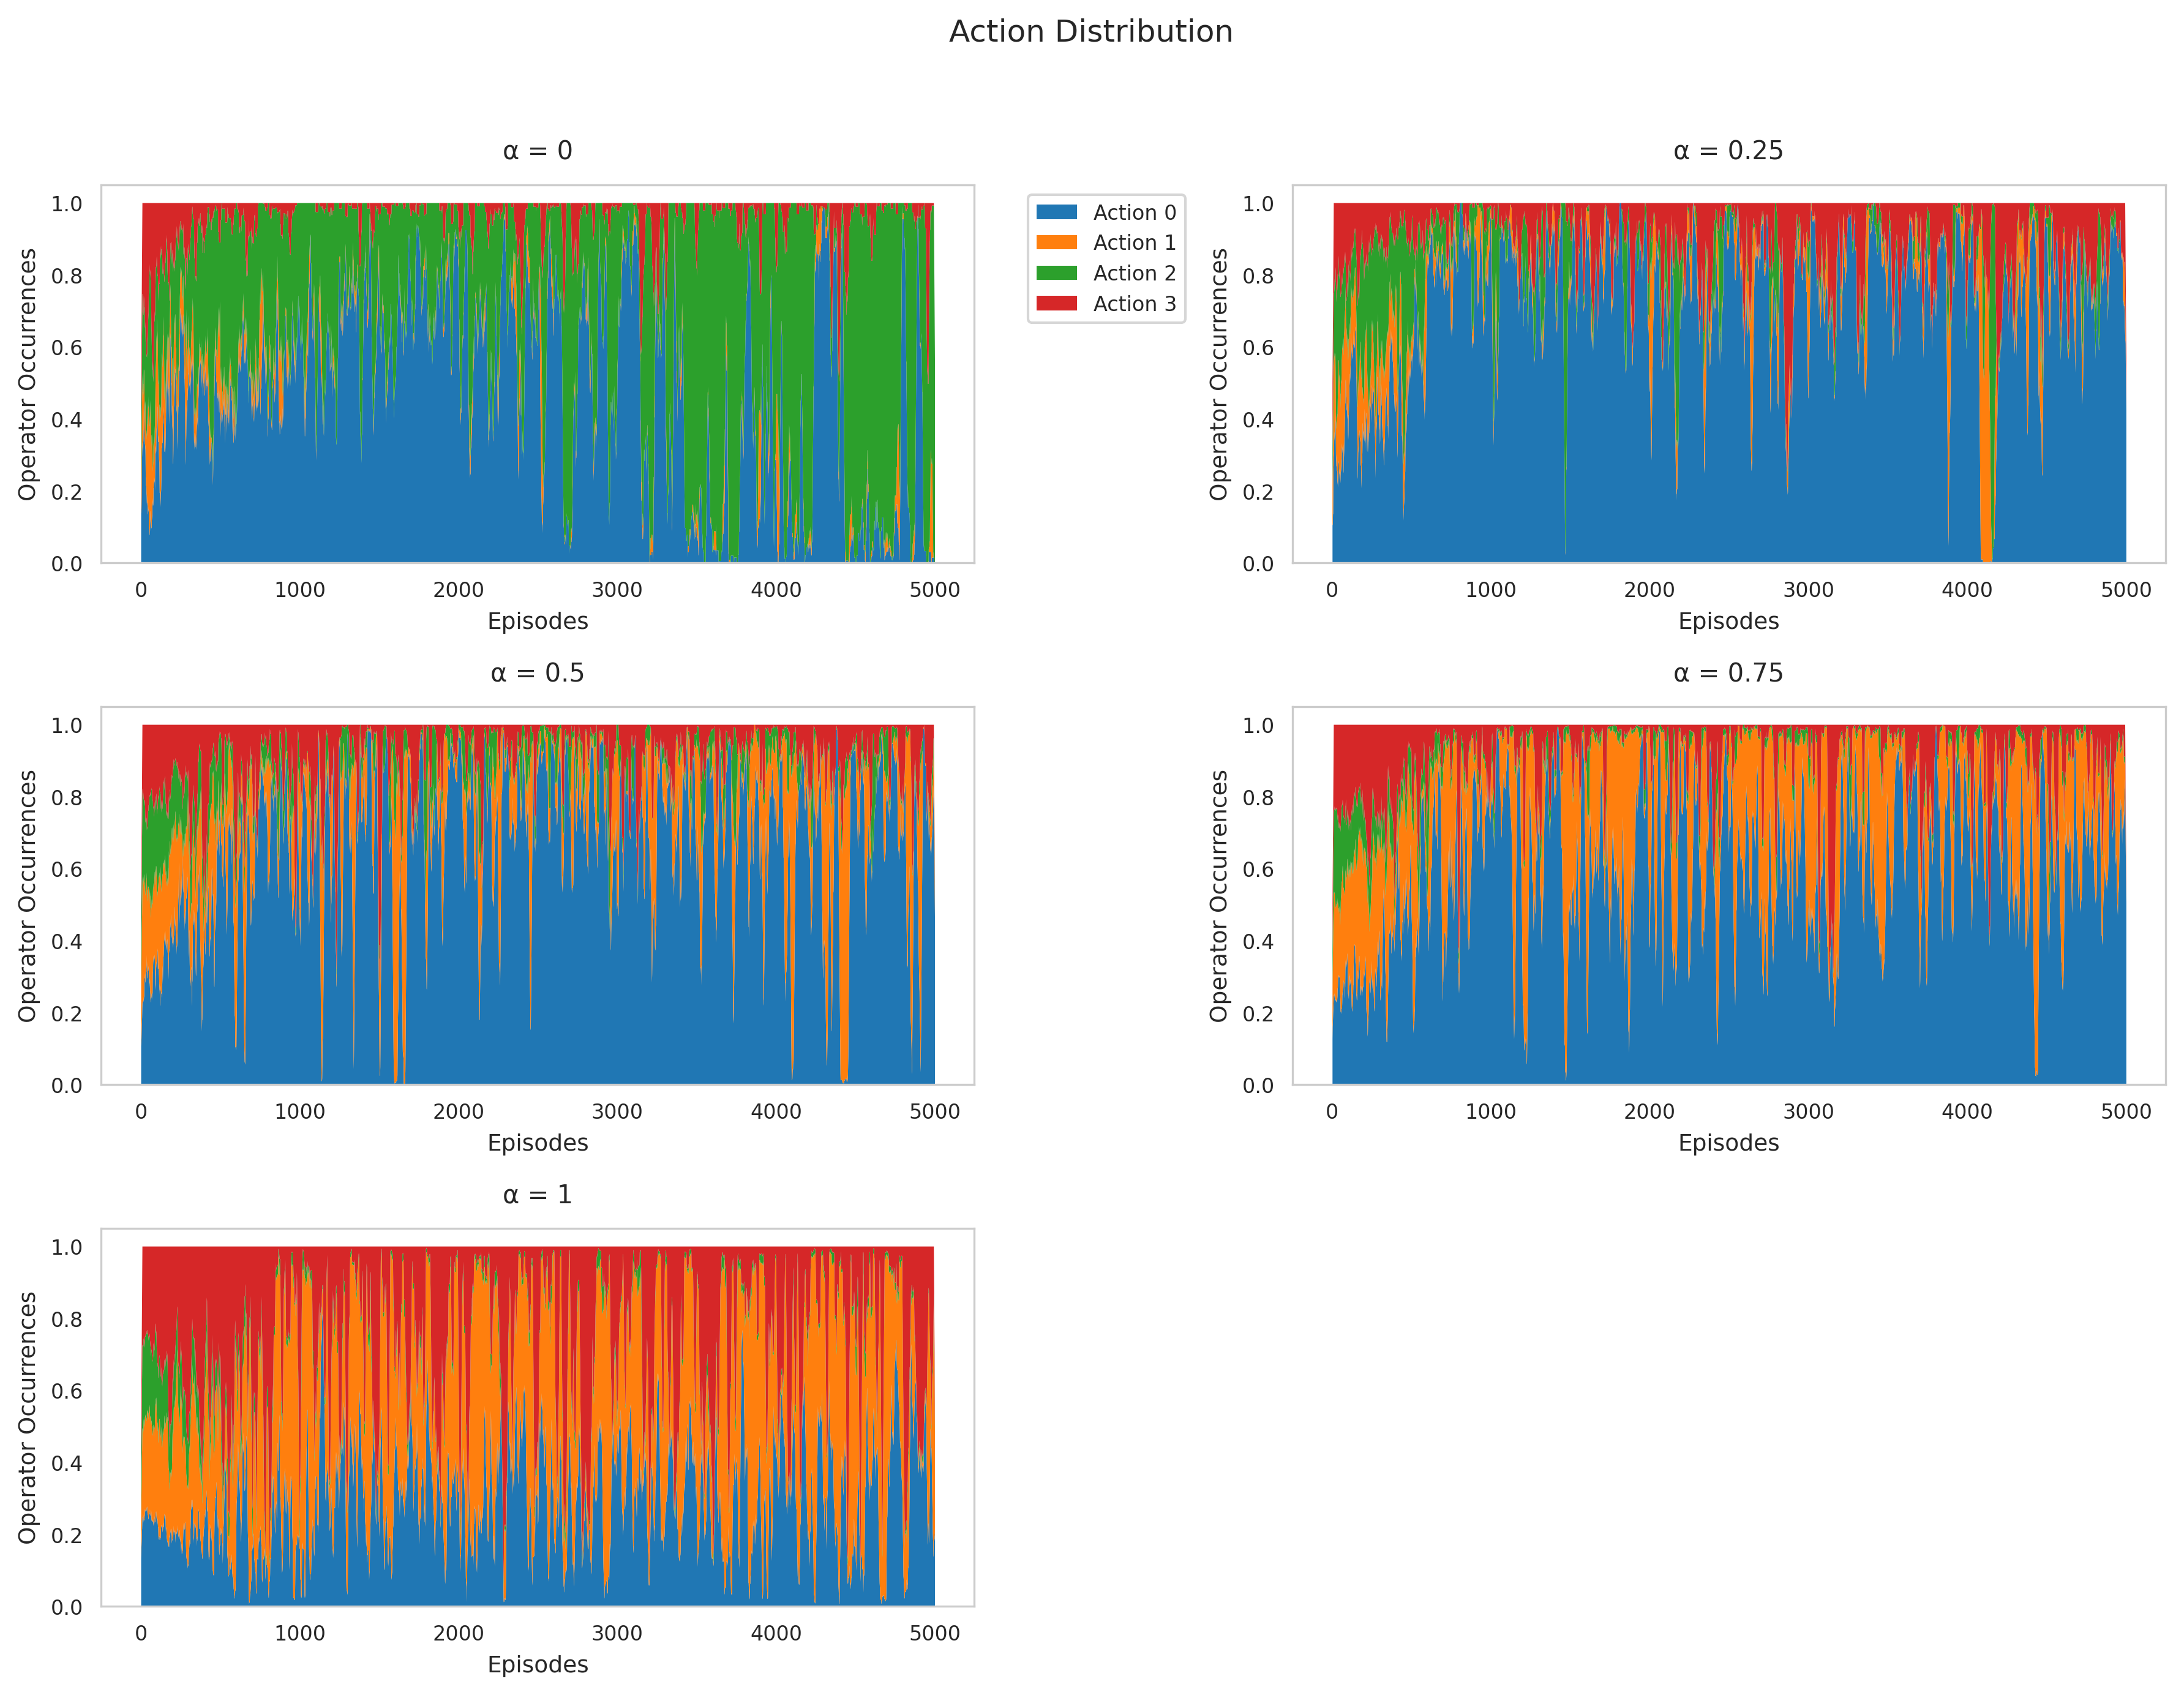 Action Distribution
α = 0
1.0
0.8
0.6
0.4
0.2
0.0
Operator Occurrences
0 1000 2000 3000 4000 5000
Episodes
Action 0
Action 1
Action 2
Action 3
α = 0.25
1.0
0.8
0.6
0.4
0.2
0.0
Operator Occurrences
0 1000 2000 3000 4000 5000
Episodes
α = 0.5
1.0
0.8
0.6
0.4
0.2
0.0
Operator Occurrences
0 1000 2000 3000 4000 5000
Episodes
α = 0.75
1.0
0.8
0.6
0.4
0.2
0.0
Operator Occurrences
0 1000 2000 3000 4000 5000
Episodes
α = 1
1.0
0.8
0.6
0.4
0.2
0.0
Operator Occurrences
0 1000 2000 3000 4000 5000
Episodes